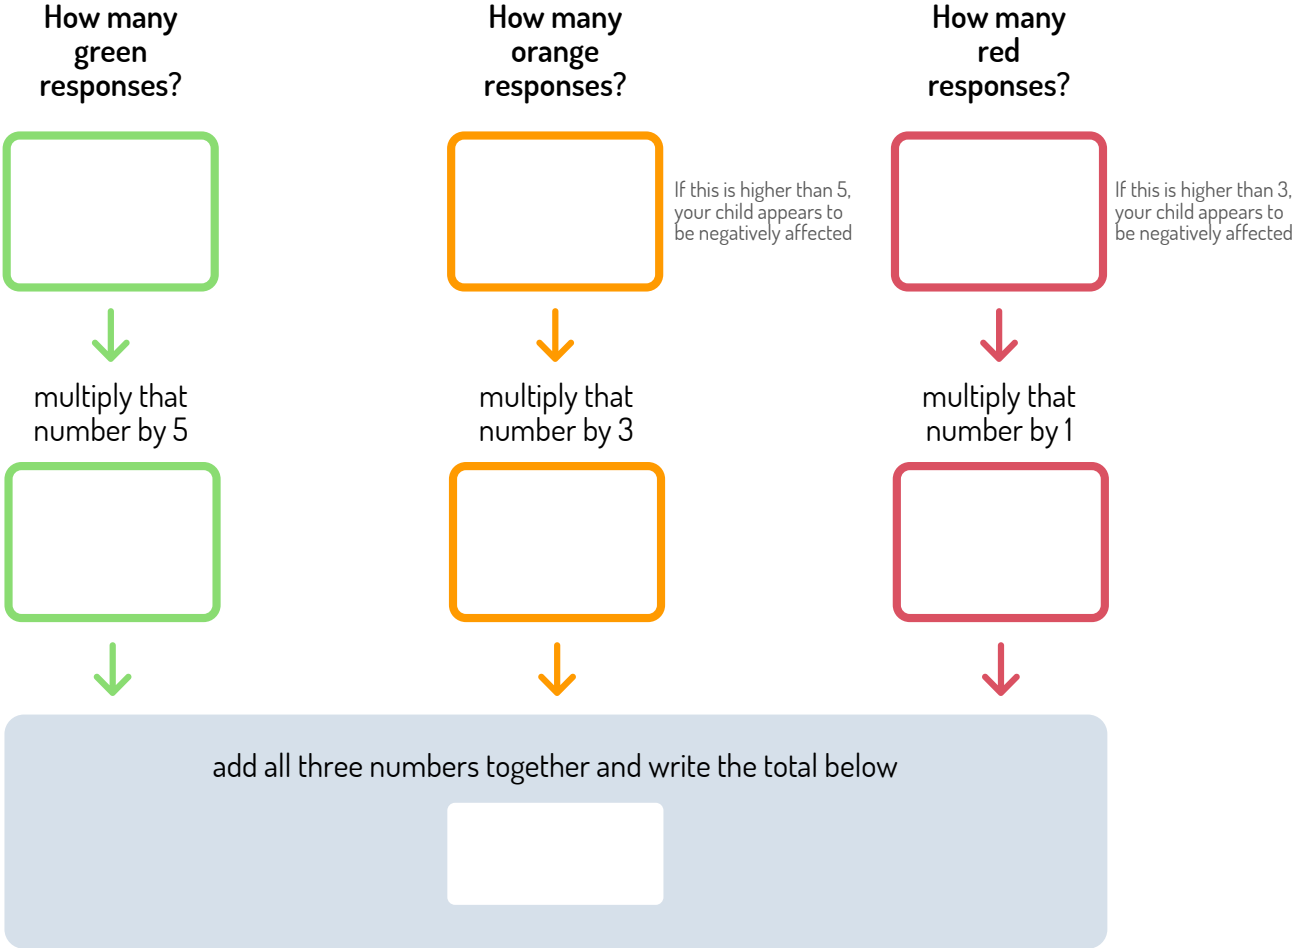 How many
green
responses?
How many
orange
responses?
How many
red
responses?
If this is higher than 5,
your child appears to
be negatively affected
If this is higher than 3,
your child appears to
be negatively affected
multiply that
number by 5
multiply that
number by 3
multiply that
number by 1
add all three numbers together and write the total below